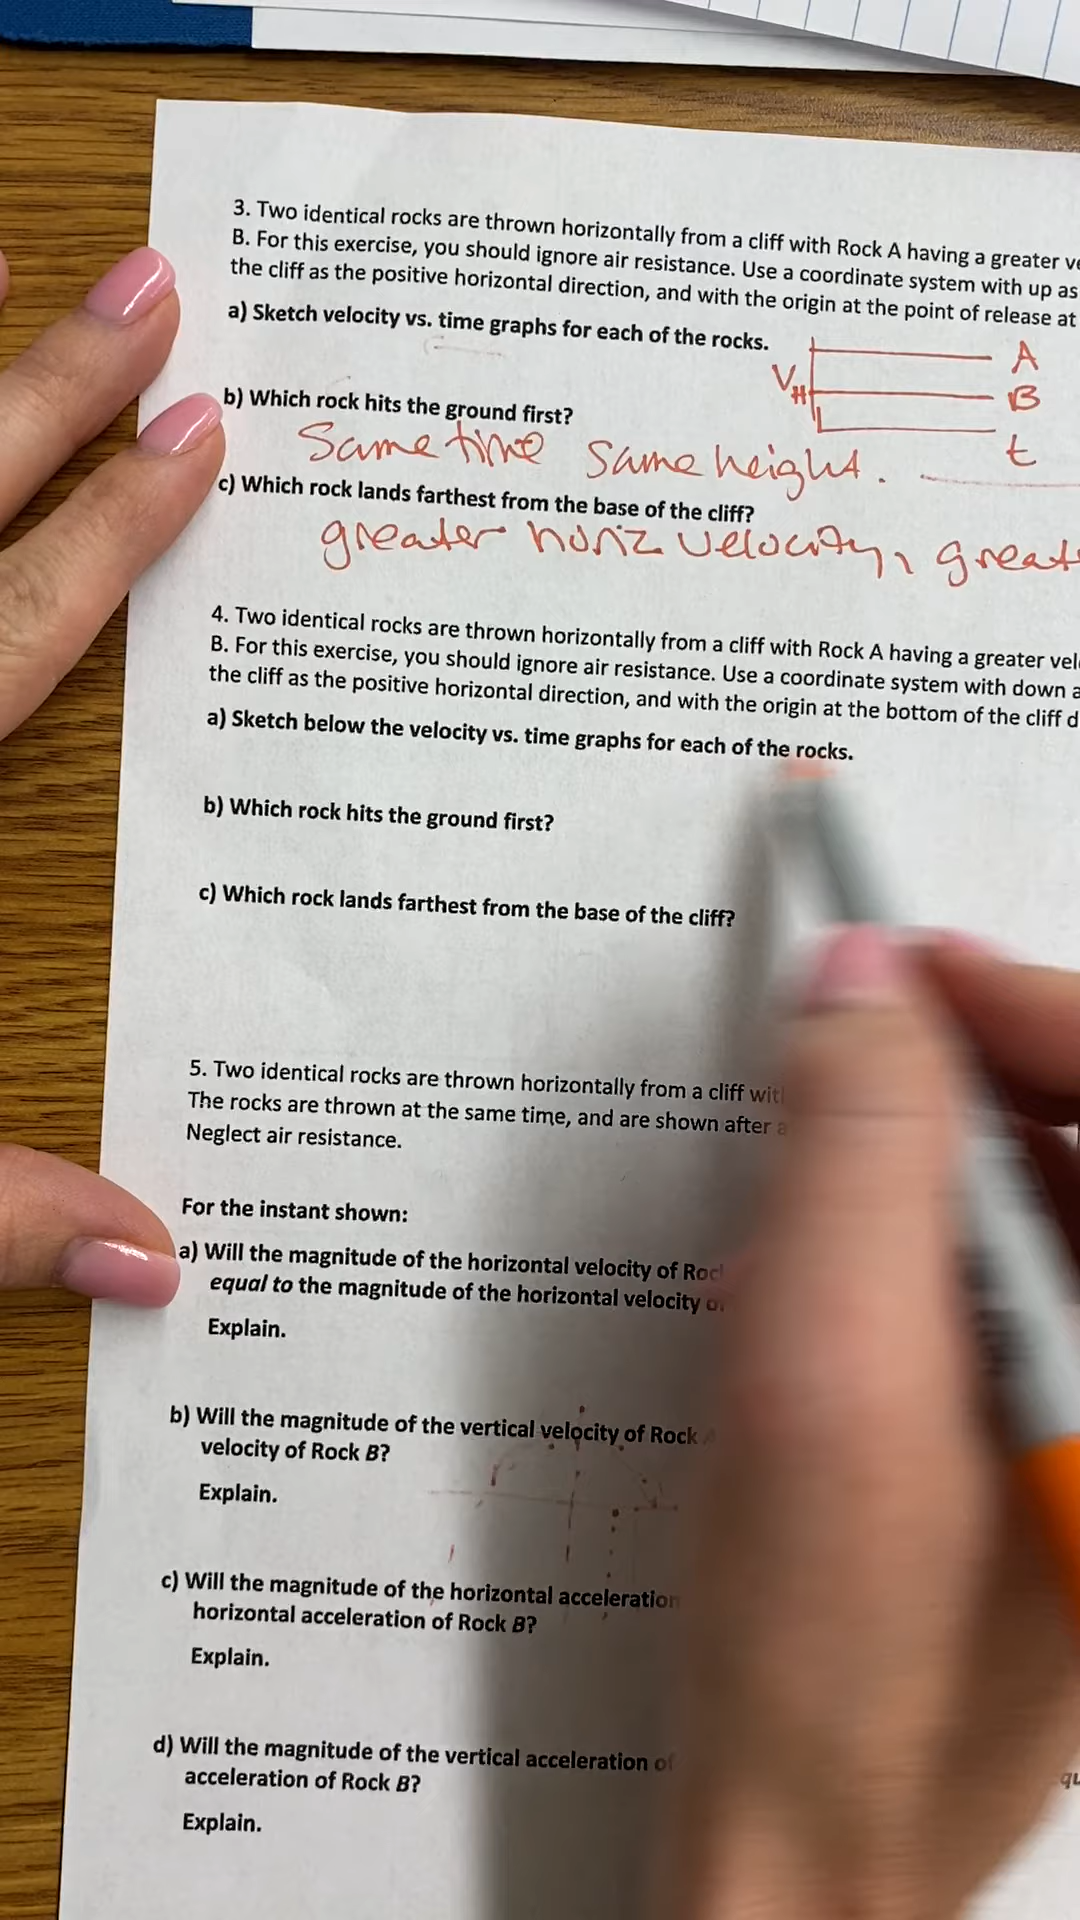 3. Two identical rocks are thrown horizontally from a cliff with Rock A having a greater
B. For this exercise, you should ignore air resistance. Use a coordinate system with up as
the cliff as the positive horizontal direction, and with the origin at the point of release at
a) Sketch velocity vs. time graphs for each of the rocks.
A
V_H
B
t
b) Which rock hits the ground first?
Same time same height.
c) Which rock lands farthest from the base of the cliff?
greater horiz velocity, great
4. Two identical rocks are thrown horizontally from a cliff with Rock A having a greater
B. For this exercise, you should ignore air resistance. Use a coordinate system with down
the cliff as the positive horizontal direction, and with the origin at the bottom of the cliff
a) Sketch below the velocity vs. time graphs for each of the rocks.
b) Which rock hits the ground first?
c) Which rock lands farthest from the base of the cliff?
5. Two identical rocks are thrown horizontally from a cliff
The rocks are thrown at the same time, and are shown after
Neglect air resistance.
For the instant shown:
a) Will the magnitude of the horizontal velocity of
equal to the magnitude of the horizontal velocity
Explain.
b) Will the magnitude of the vertical velocity of Rock
velocity of Rock B?
Explain.
c) Will the magnitude of the horizontal acceleration
horizontal acceleration of Rock B?
Explain.
d) Will the magnitude of the vertical acceleration of
acceleration of Rock B?
Explain.